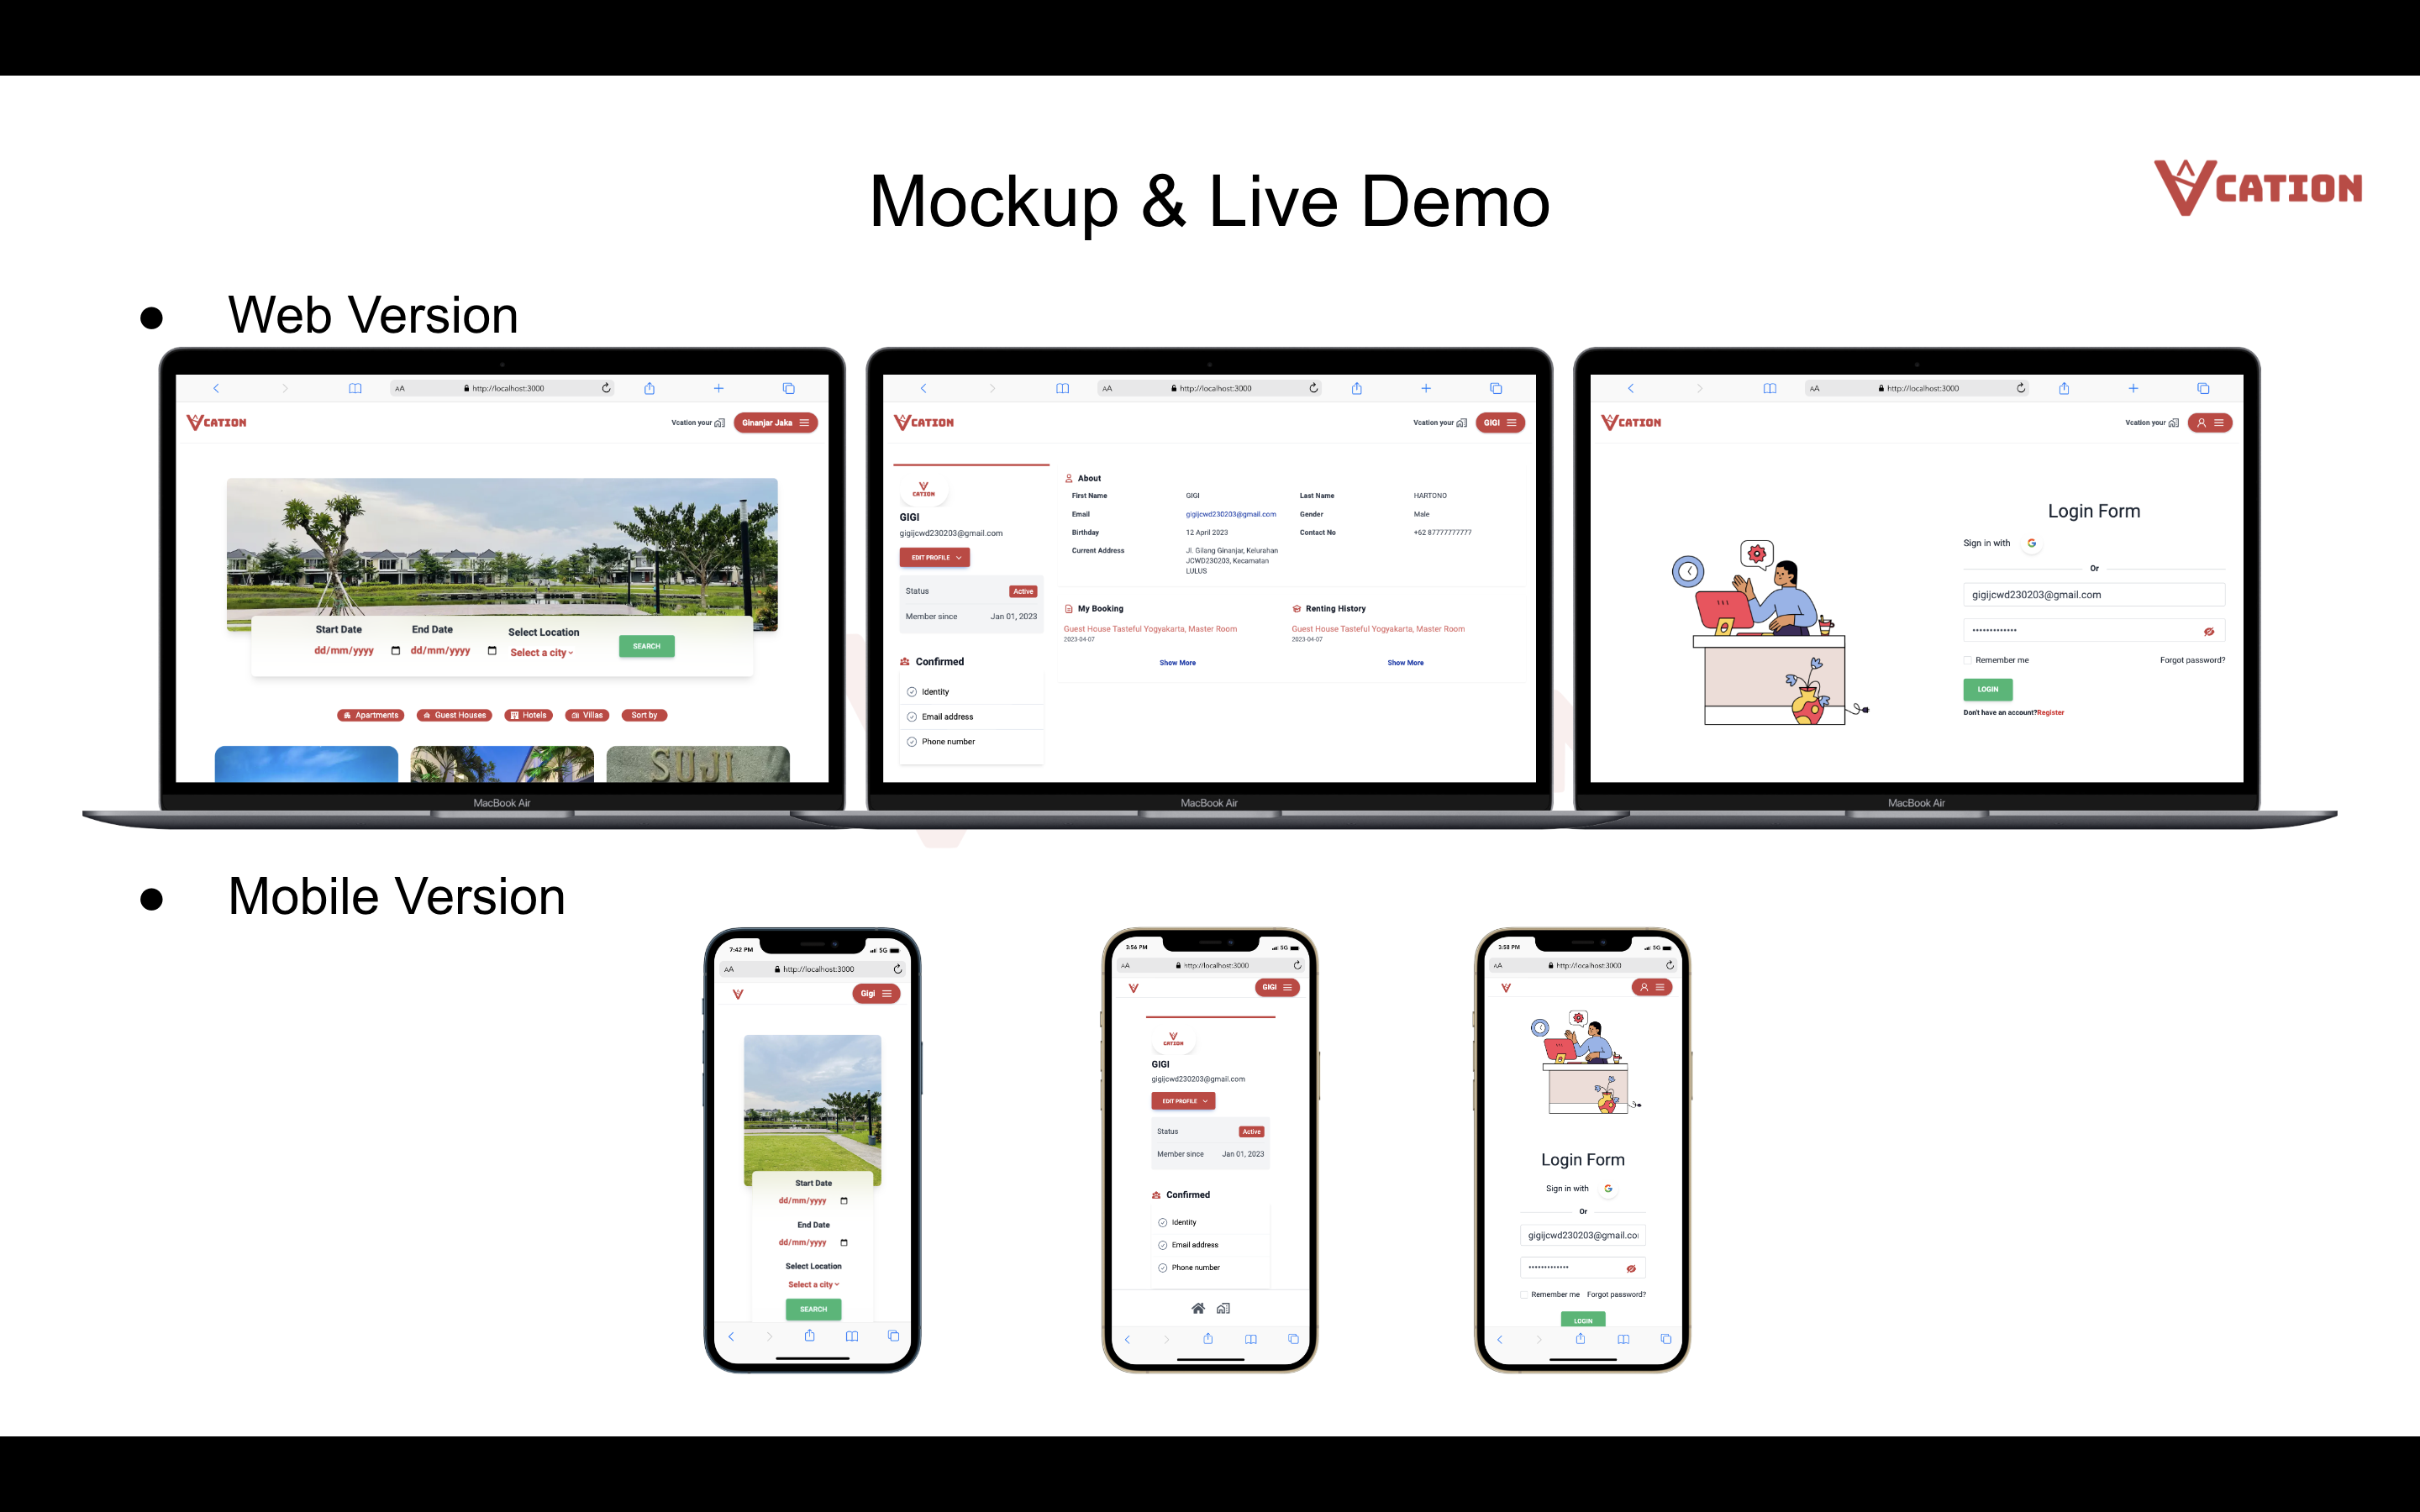 Mockup & Live Demo
VCATION
● Web Version
AA http://localhost:3000
VCATION
Vcation your
Ginanjar Jaka
Start Date
End Date
Select Location
dd/mm/yyyy
dd/mm/yyyy
Select a city
SEARCH
Apartments
Guest Houses
Hotels
Villas
Sort by
SUJI
MacBook Air
AA http://localhost:3000
VCATION
Vcation your
GIGI
VCATION
GIGI
gigijcwd230203@gmail.com
EDIT PROFILE
Status Active
Member since Jan 01, 2023
Confirmed
Identity
Email address
Phone number
About
First Name GIGI Last Name HARTONO
Email gigijcwd230203@gmail.com Gender Male
Birthday 12 April 2023 Contact No +62 87777777777
Current Address Jl. Gilang Ginanjar, Kelurahan
JCWD230203, Kecamatan
LULUS
My Booking
Guest House Tasteful Yogyakarta, Master Room
2023-04-07
Show More
Renting History
Guest House Tasteful Yogyakarta, Master Room
2023-04-07
Show More
MacBook Air
AA http://localhost:3000
VCATION
Vcation your
Login Form
Sign in with G
Or
gigijcwd230203@gmail.com
Remember me Forgot password?
LOGIN
Don't have an account?Register
MacBook Air
● Mobile Version
7:42 PM 5G
AA http://localhost:3000
V
Gigi
Start Date
dd/mm/yyyy
End Date
dd/mm/yyyy
Select Location
Select a city
SEARCH
3:56 PM 5G
AA http://localhost:3000
V
GIGI
VCATION
GIGI
gigijcwd230203@gmail.com
EDIT PROFILE
Status Active
Member since Jan 01, 2023
Confirmed
Identity
Email address
Phone number
3:58 PM 5G
AA http://localhost:3000
V
Login Form
Sign in with G
Or
gigijcwd230203@gmail.co
Remember me Forgot password?
LOGIN